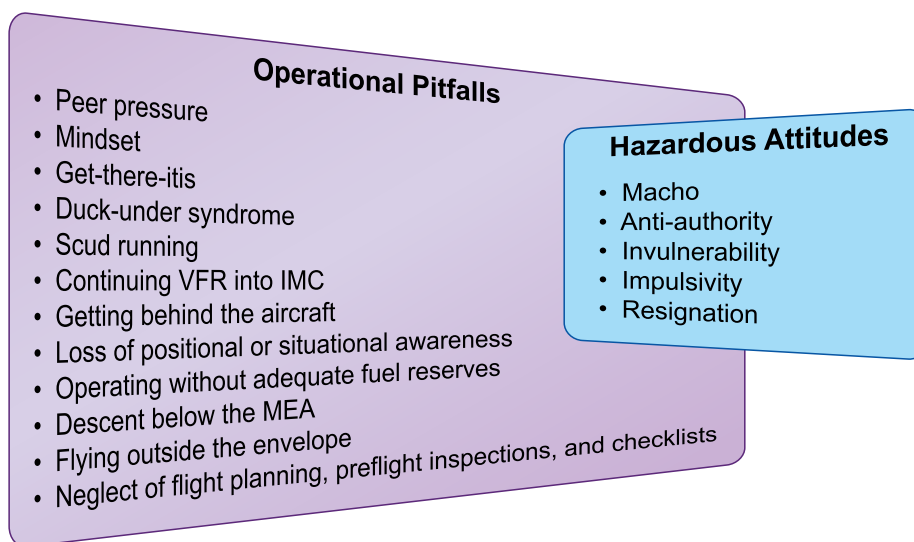 Operational Pitfalls
• Peer pressure
• Mindset
• Get-there-itis
• Duck-under syndrome
• Scud running
• Continuing VFR into IMC
• Getting behind the aircraft
• Loss of positional or situational awareness
• Operating without adequate fuel reserves
• Descent below the MEA
• Flying outside the envelope
• Neglect of flight planning, preflight inspections, and checklists
Hazardous Attitudes
• Macho
• Anti-authority
• Invulnerability
• Impulsivity
• Resignation